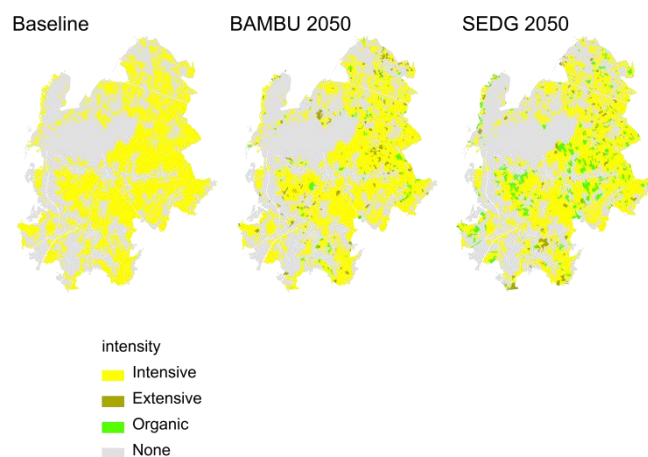 Baseline
BAMBU 2050
SEDG 2050
intensity
Intensive
Extensive
Organic
None